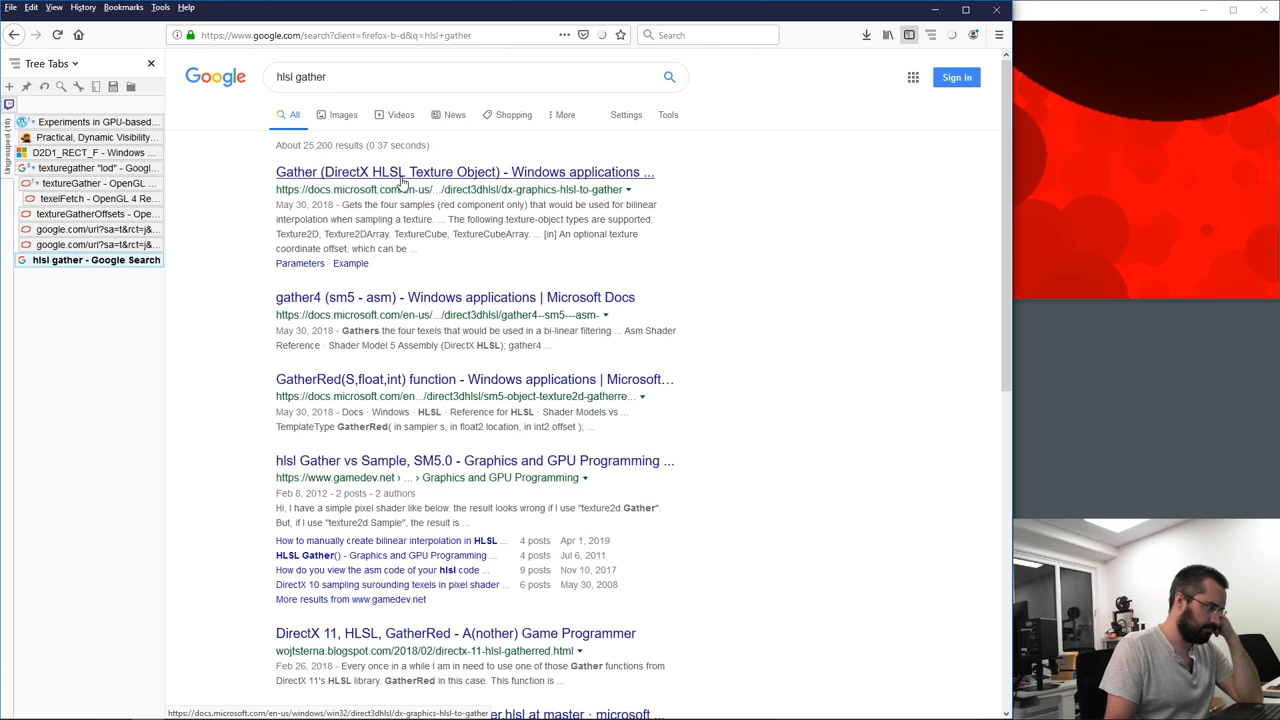 File Edit View History Bookmarks Tools Help
https://www.google.com/search?client=firefox-b-d&q=hlsl+gather
Search
Tree Tabs
Ungrouped (10)
Experiments in GPU-based...
Practical, Dynamic Visibility...
D2D1_RECT_F - Windows ...
texturegather "lod" - Googl...
textureGather - OpenGL ...
texelFetch - OpenGL 4 Re...
textureGatherOffsets - Ope...
google.com/url?sa=t&rct=j&...
google.com/url?sa=t&rct=j&...
hlsl gather - Google Search
Google
hlsl gather
Sign in
All Images Videos News Shopping More Settings Tools
About 25,200 results (0.37 seconds)
Gather (DirectX HLSL Texture Object) - Windows applications ...
https://docs.microsoft.com/en-us/.../direct3dhlsl/dx-graphics-hlsl-to-gather
May 30, 2018 - Gets the four samples (red component only) that would be used for bilinear
interpolation when sampling a texture. ... The following texture-object types are supported:
Texture2D, Texture2DArray, TextureCube, TextureCubeArray. ... [in] An optional texture
coordinate offset, which can be ...
Parameters · Example
gather4 (sm5 - asm) - Windows applications | Microsoft Docs
https://docs.microsoft.com/en-us/.../direct3dhlsl/gather4--sm5---asm-
May 30, 2018 - Gathers the four texels that would be used in a bi-linear filtering ... Asm Shader
Reference · Shader Model 5 Assembly (DirectX HLSL); gather4 ...
GatherRed(S,float,int) function - Windows applications | Microsoft...
https://docs.microsoft.com/en.../direct3dhlsl/sm5-object-texture2d-gatherre...
May 30, 2018 - Docs · Windows · HLSL · Reference for HLSL · Shader Models vs ...
TemplateType GatherRed( in sampler s, in float2 location, in int2 offset ); ...
hlsl Gather vs Sample, SM5.0 - Graphics and GPU Programming ...
https://www.gamedev.net › ... › Graphics and GPU Programming
Feb 8, 2012 - 2 posts - 2 authors
Hi, I have a simple pixel shader like below. the result looks wrong if I use "texture2d.Gather".
But, if I use "texture2d.Sample", the result is ...
How to manually create bilinear interpolation in HLSL ... 4 posts Apr 1, 2019
HLSL Gather() - Graphics and GPU Programming ... 4 posts Jul 6, 2011
How do you view the asm code of your hlsl code ... 9 posts Nov 10, 2017
DirectX 10 sampling surounding texels in pixel shader ... 6 posts May 30, 2008
More results from www.gamedev.net
DirectX 11, HLSL, GatherRed - A(nother) Game Programmer
wojtsterna.blogspot.com/2018/02/directx-11-hlsl-gatherred.html
Feb 26, 2018 - Every once in a while I am in need to use one of those Gather functions from
DirectX 11's HLSL library. GatherRed in this case. This function is ...
https://docs.microsoft.com/en-us/windows/win32/direct3dhlsl/dx-graphics-hlsl-to-gather
er.hlsl at master · microsoft ...